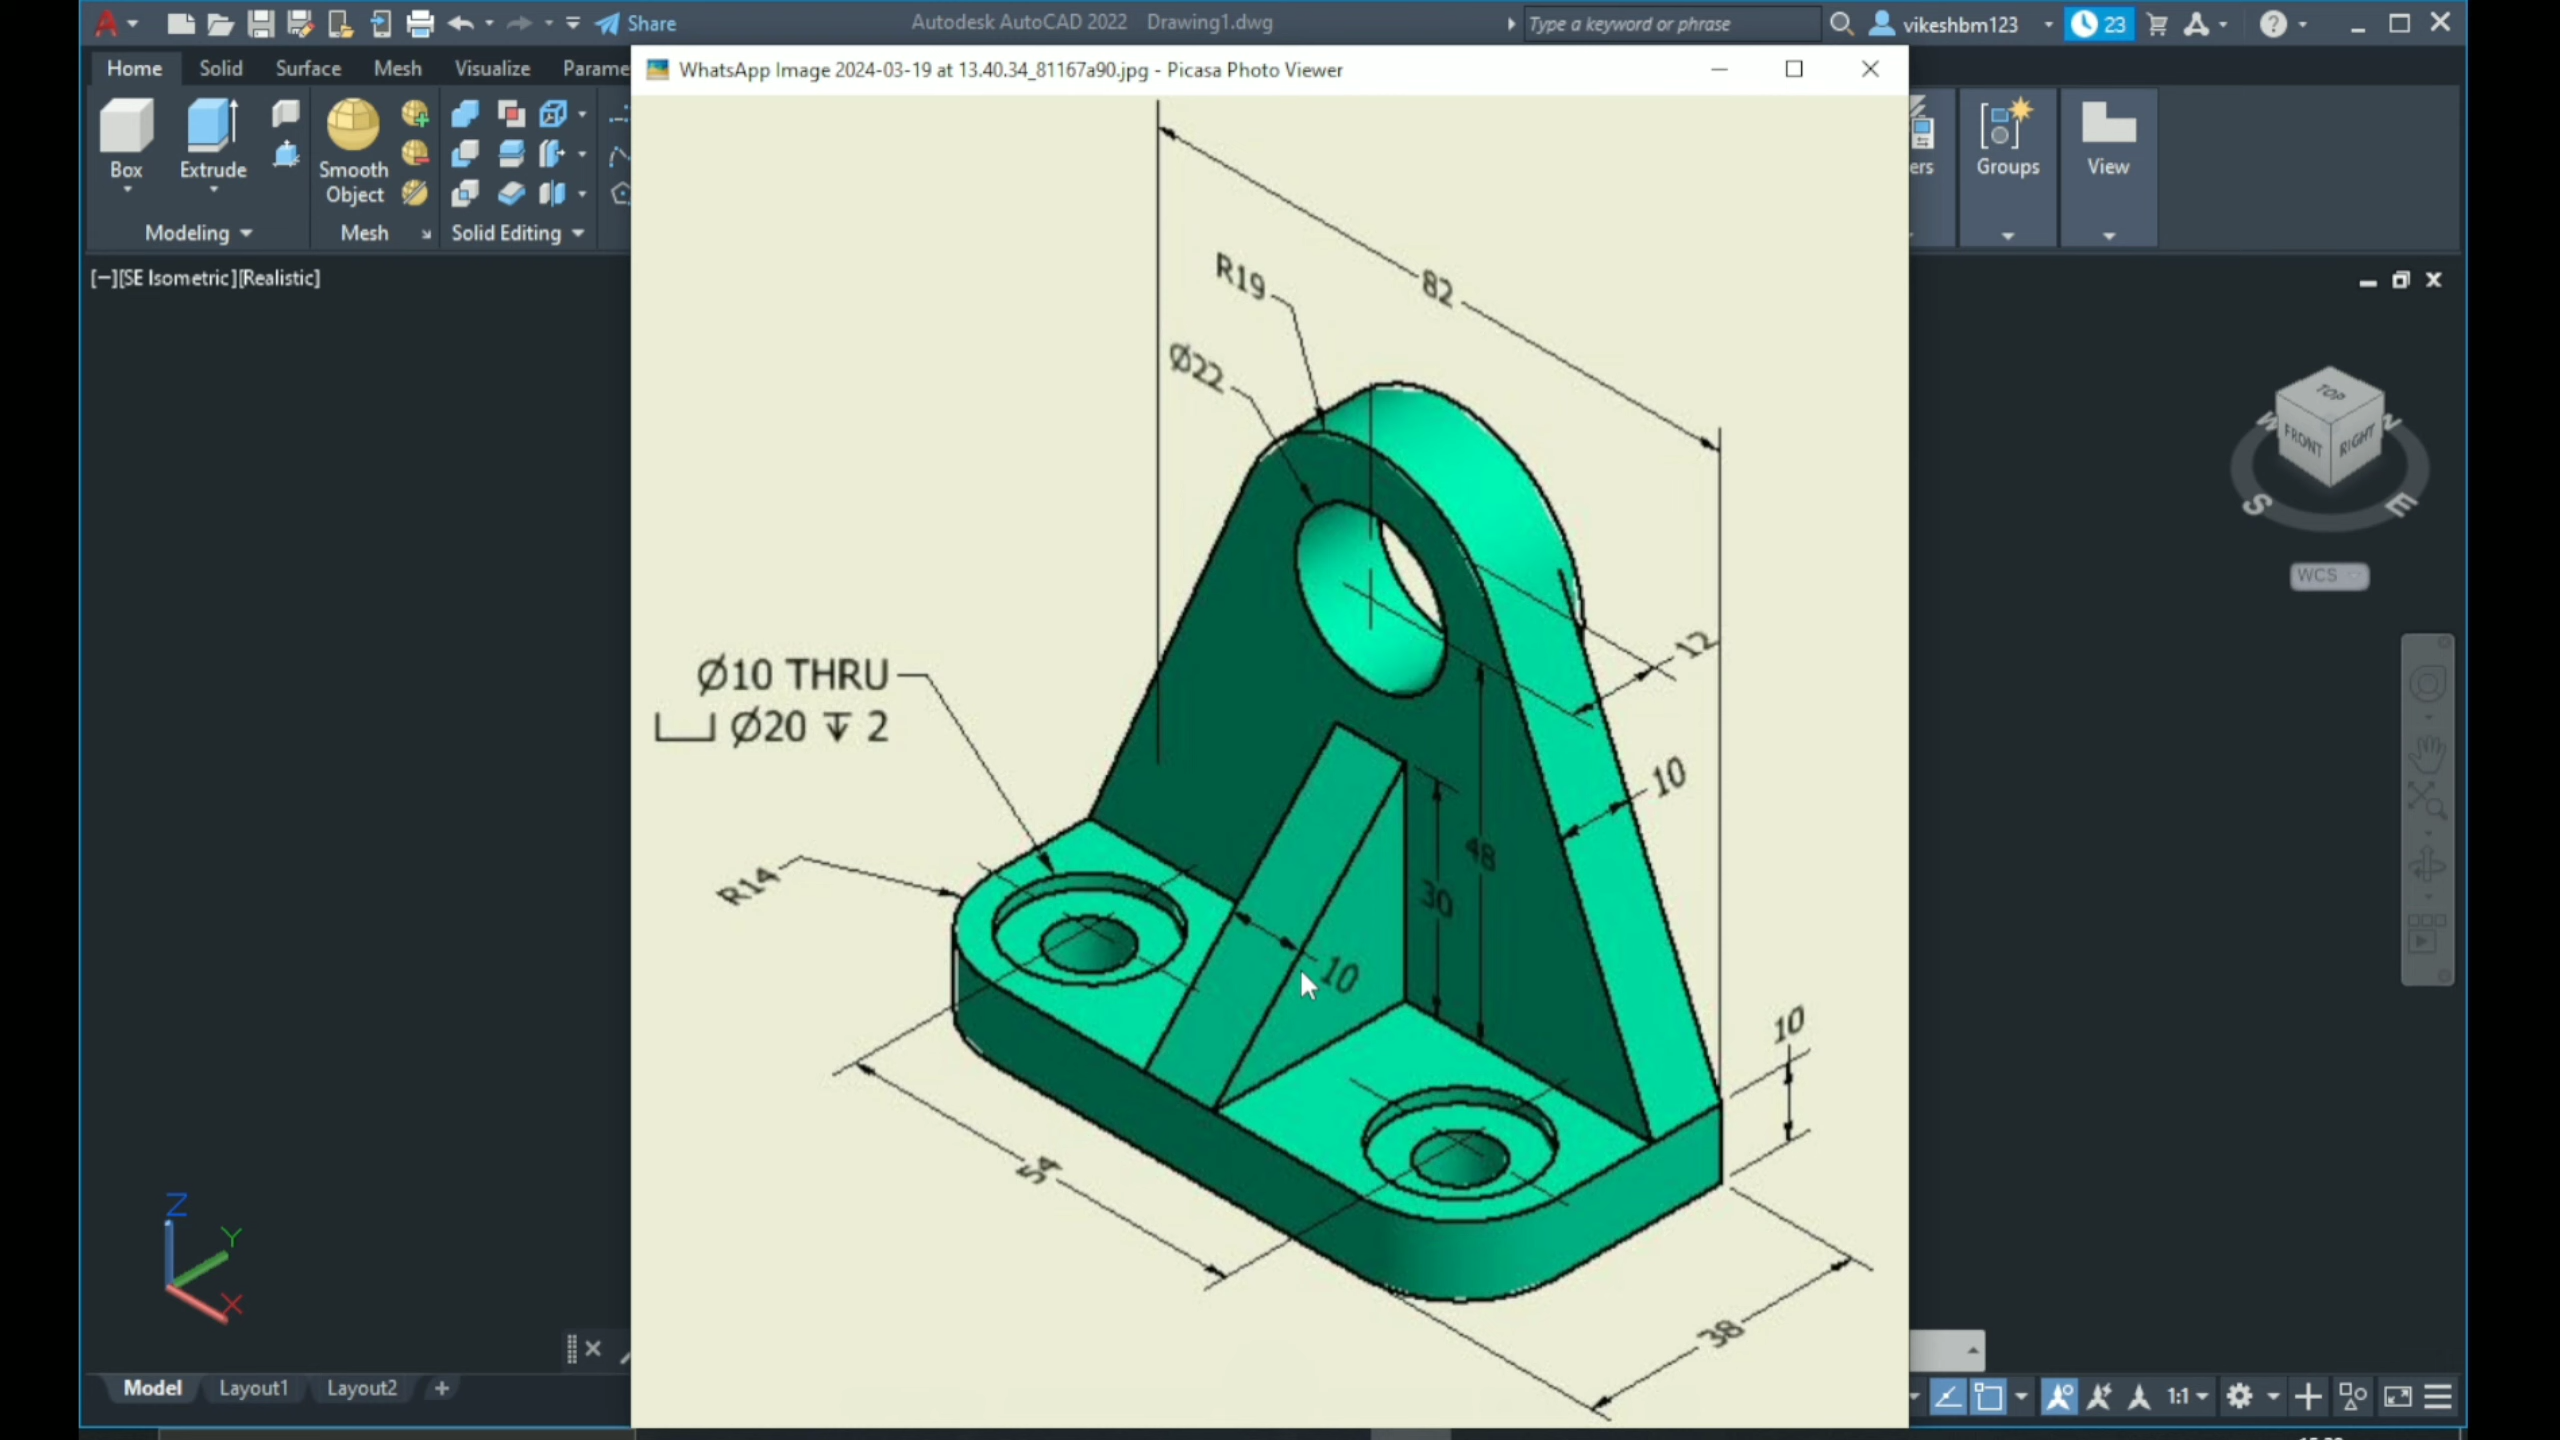 Share
Autodesk AutoCAD 2022 Drawing1.dwg
Type a keyword or phrase
vikeshbm123
23
Home Solid Surface Mesh Visualize Parame
WhatsApp Image 2024-03-19 at 13.40.34_81167a90.jpg - Picasa Photo Viewer
Box
Extrude
Smooth
Object
ers
Groups
View
Modeling
Mesh
Solid Editing
[−][SE Isometric][Realistic]
82
R19
Ø22
12
Ø10 THRU
⌴ Ø20 ↧ 2
10
48
30
R14
10
10
54
38
TOP
FRONT
RIGHT
W
N
S
E
WCS
Z
Y
X
Model Layout1 Layout2 +
1:1